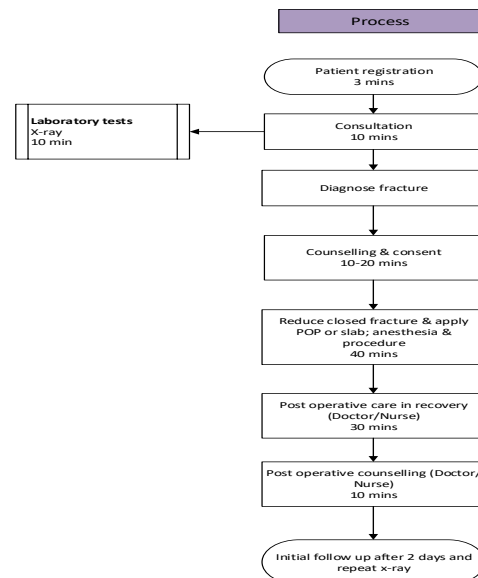 Process
Patient registration
3 mins
Laboratory tests
X-ray
10 min
Consultation
10 mins
Diagnose fracture
Counselling & consent
10-20 mins
Reduce closed fracture & apply
POP or slab; anesthesia &
procedure
40 mins
Post operative care in recovery
(Doctor/Nurse)
30 mins
Post operative counselling (Doctor/
Nurse)
10 mins
Initial follow up after 2 days and
repeat x-ray